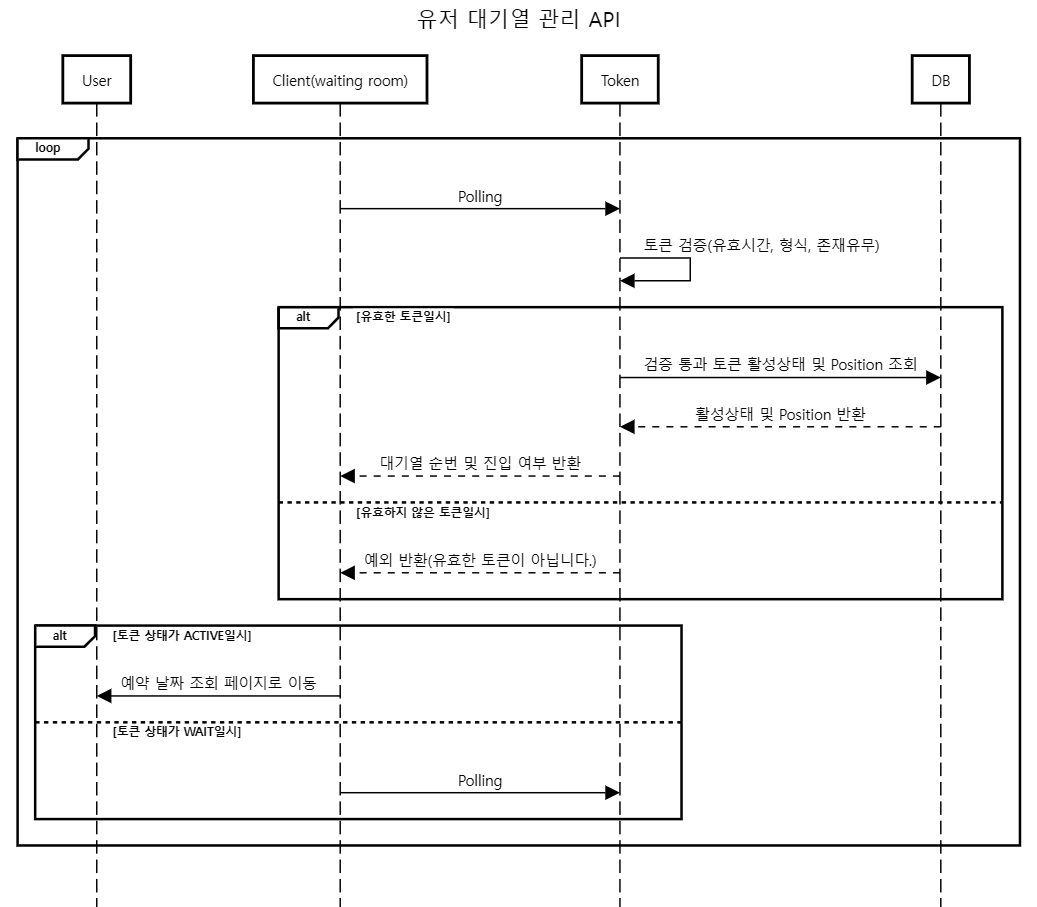 유저 대기열 관리 API
User
Client(waiting room)
Token
DB
loop
Polling
토큰 검증(유효시간, 형식, 존재유무)
alt
[유효한 토큰일시]
검증 통과 토큰 활성상태 및 Position 조회
활성상태 및 Position 반환
대기열 순번 및 진입 여부 반환
[유효하지 않은 토큰일시]
예외 반환(유효한 토큰이 아닙니다.)
alt
[토큰 상태가 ACTIVE일시]
예약 날짜 조회 페이지로 이동
[토큰 상태가 WAIT일시]
Polling